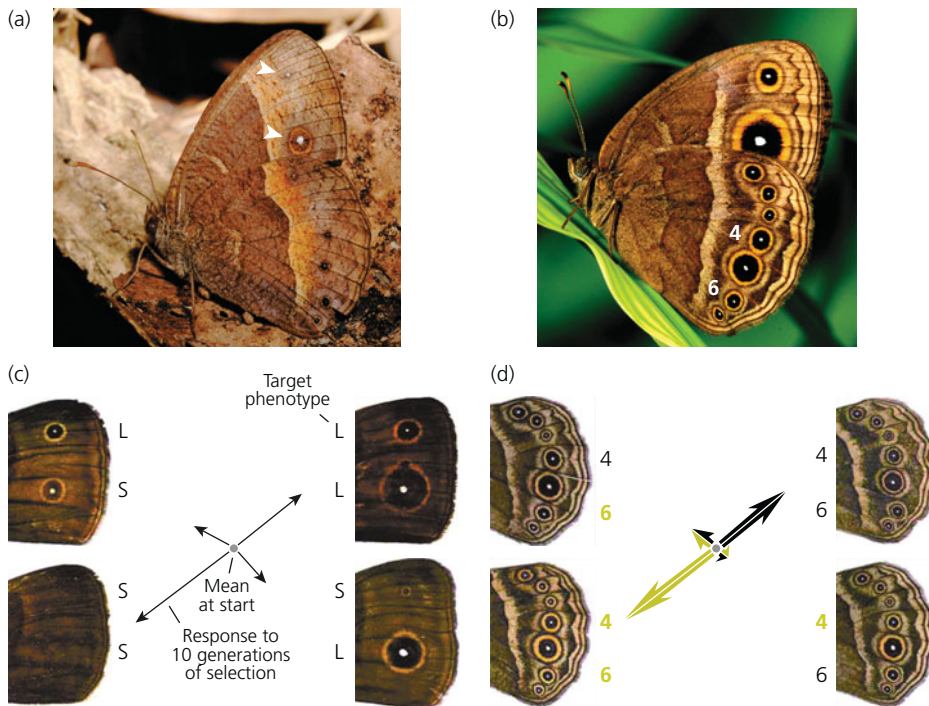 (a)
(b)
4
6
(c)
Target
phenotype
L
S
L
L
Mean
at start
S
S
Response to
10 generations
of selection
S
L
(d)
4
6
4
6
4
6
4
6